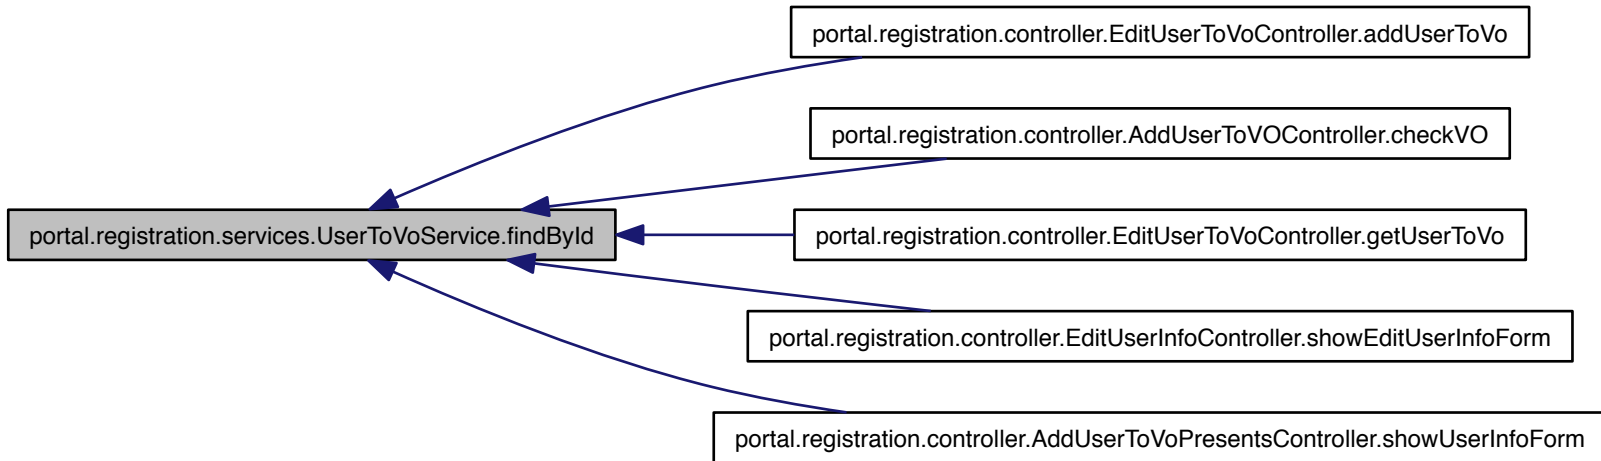 portal.registration.controller.EditUserToVoController.addUserToVo
portal.registration.controller.AddUserToVOController.checkVO
portal.registration.services.UserToVoService.findById
portal.registration.controller.EditUserToVoController.getUserToVo
portal.registration.controller.EditUserInfoController.showEditUserInfoForm
portal.registration.controller.AddUserToVoPresentsController.showUserInfoForm